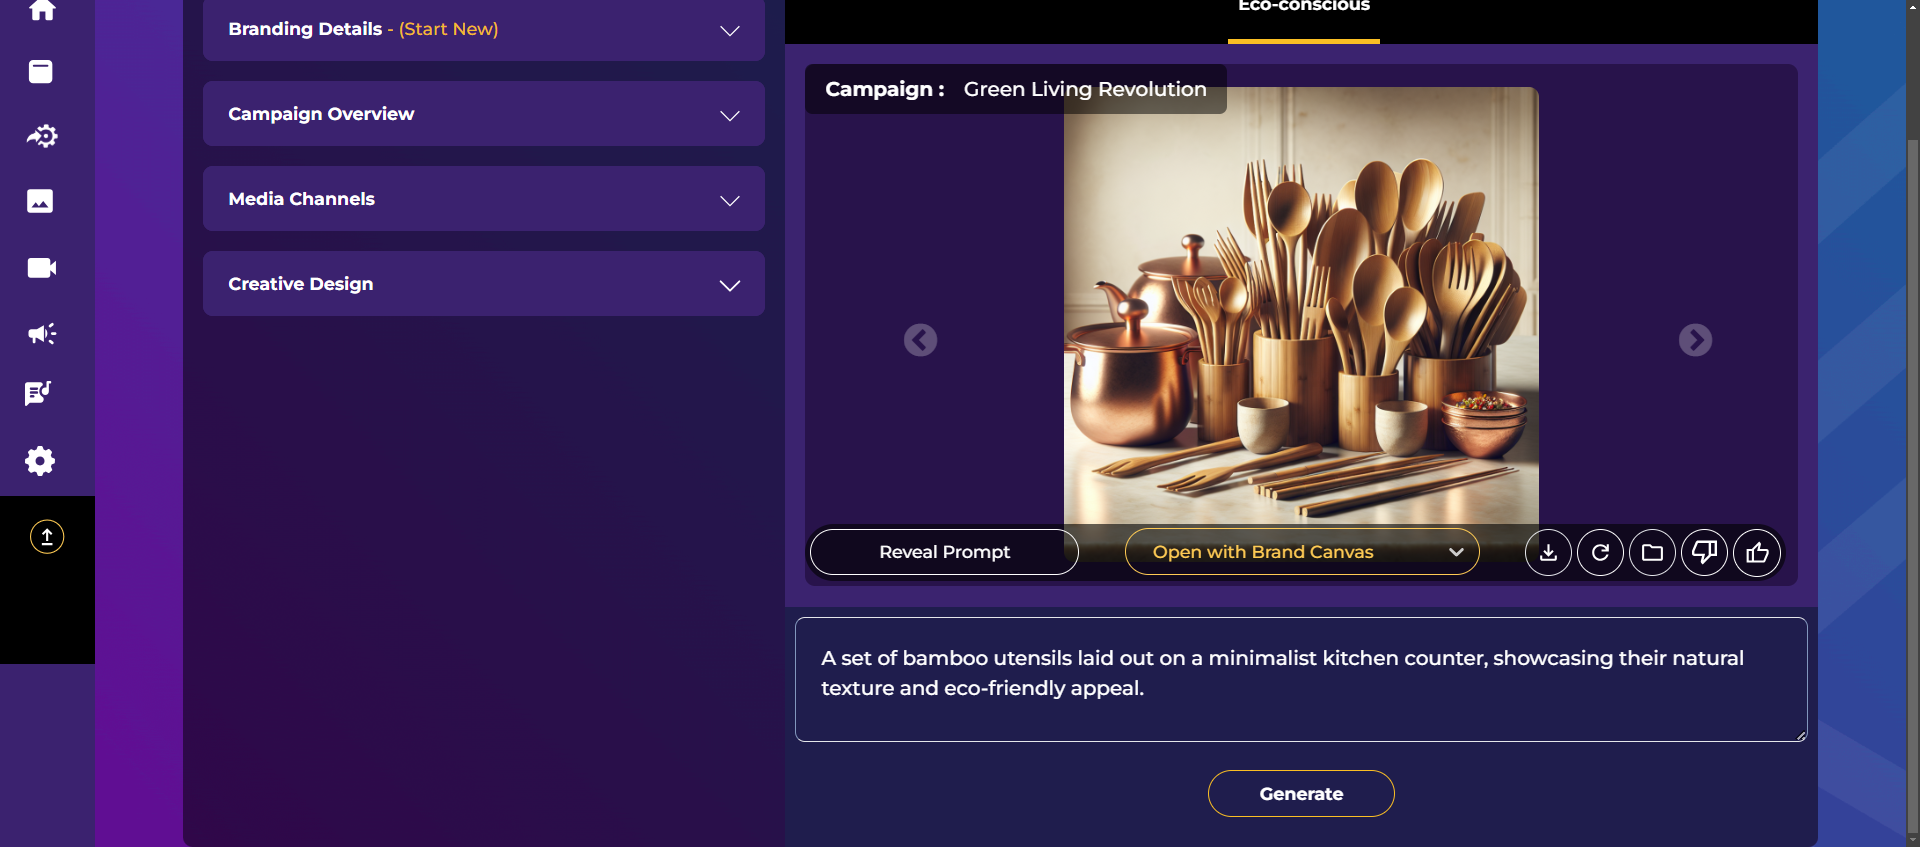 Branding Details - (Start New)
Campaign Overview
Media Channels
Creative Design
Eco-conscious
Campaign : Green Living Revolution
Reveal Prompt
Open with Brand Canvas
A set of bamboo utensils laid out on a minimalist kitchen counter, showcasing their natural
texture and eco-friendly appeal.
Generate